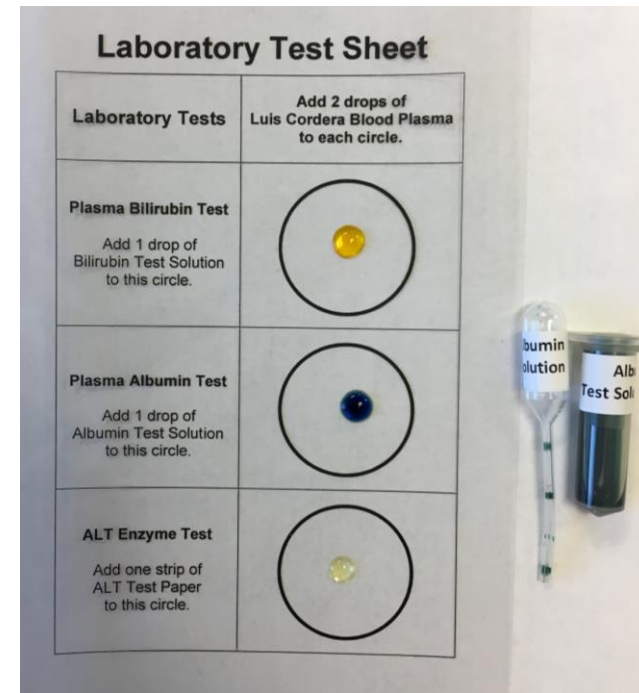 Laboratory Test Sheet
Laboratory Tests
Add 2 drops of
Luis Cordera Blood Plasma
to each circle.
Plasma Bilirubin Test
Add 1 drop of
Bilirubin Test Solution
to this circle.
Plasma Albumin Test
Add 1 drop of
Albumin Test Solution
to this circle.
ALT Enzyme Test
Add one strip of
ALT Test Paper
to this circle.
bumin
olution
Alb
Test Sol